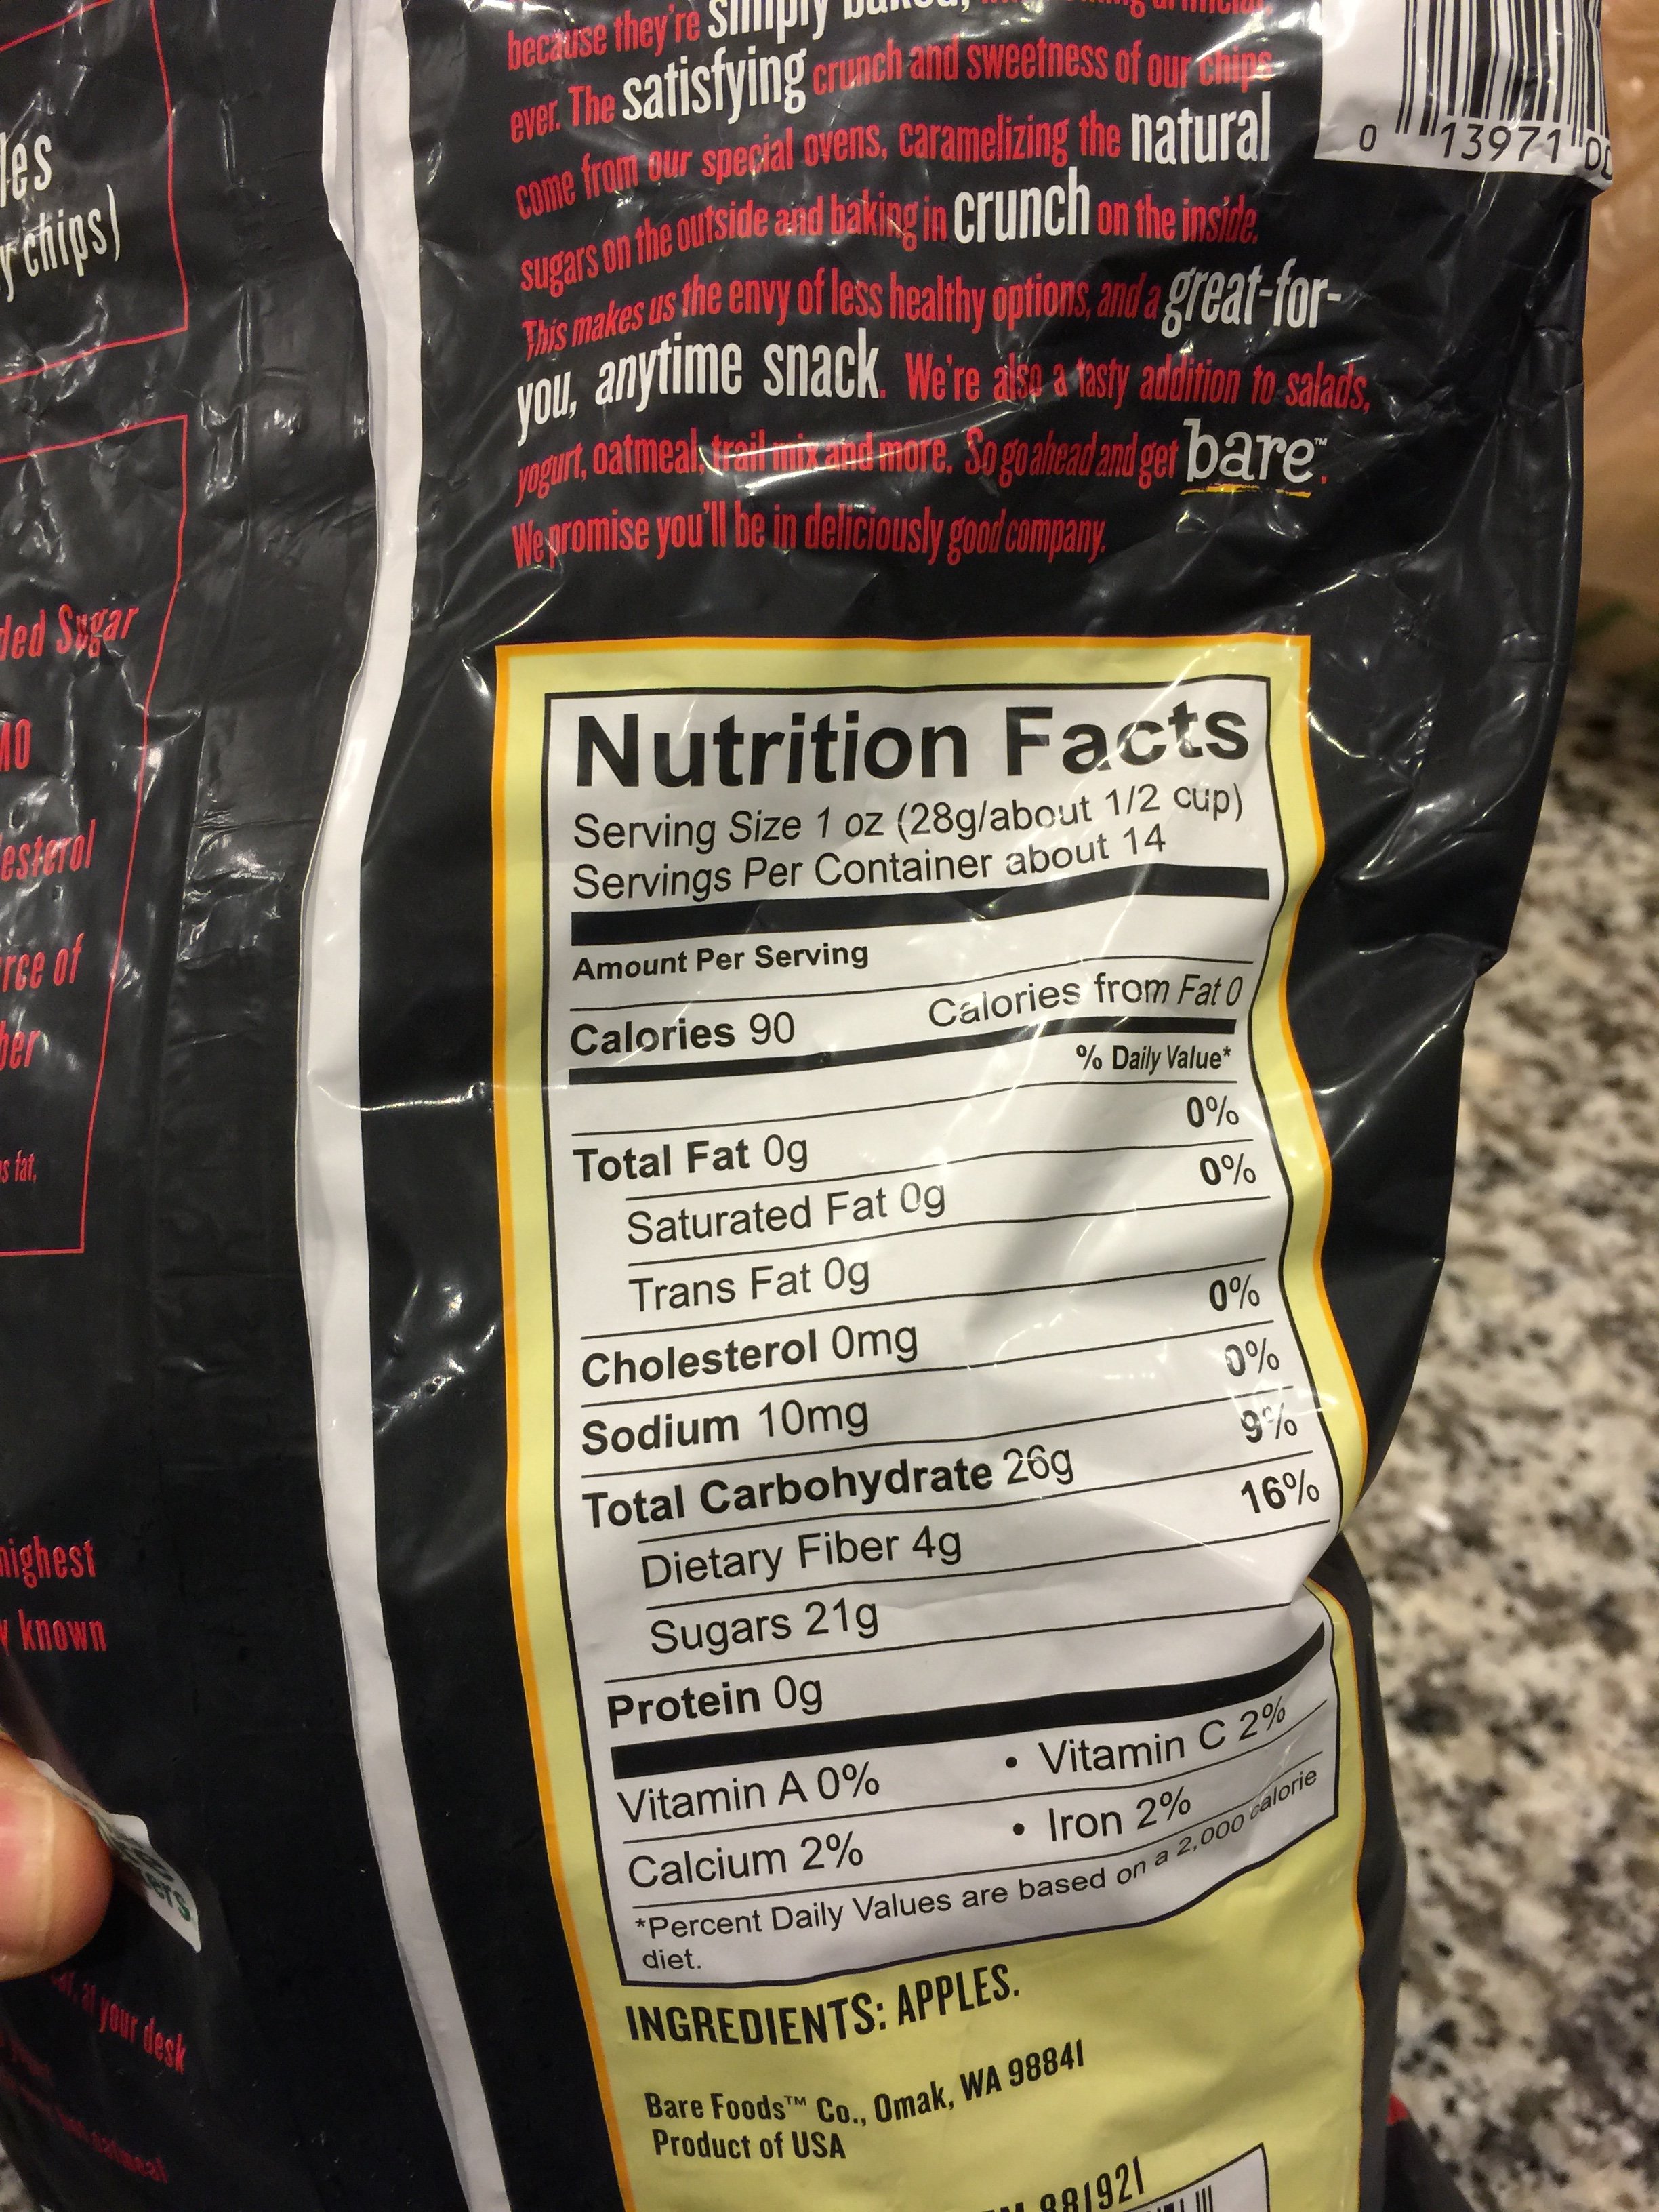 les
y chips)
ded Sugar
MO
esterol
rce of
ber
s fat,
highest
y known
ers
at your desk
oatmeal
because they're simply baked,
ever. The satisfying crunch and sweetness of our chips
come from our special ovens, caramelizing the natural
sugars on the outside and baking in crunch on the inside.
This makes us the envy of less healthy options, and a great-for-
you, anytime snack. We're also a tasty addition to salads,
yogurt, oatmeal, trail mix and more. So go ahead and get bare™.
We promise you'll be in deliciously good company.
0 13971
Nutrition Facts
Serving Size 1 oz (28g/about 1/2 cup)
Servings Per Container about 14
Amount Per Serving
Calories 90 Calories from Fat 0
% Daily Value*
Total Fat 0g 0%
Saturated Fat 0g 0%
Trans Fat 0g
Cholesterol 0mg 0%
Sodium 10mg 0%
Total Carbohydrate 26g 9%
Dietary Fiber 4g 16%
Sugars 21g
Protein 0g
Vitamin A 0% • Vitamin C 2%
Calcium 2% • Iron 2%
*Percent Daily Values are based on a 2,000 calorie
diet.
INGREDIENTS: APPLES.
Bare Foods™ Co., Omak, WA 98841
Product of USA
881921